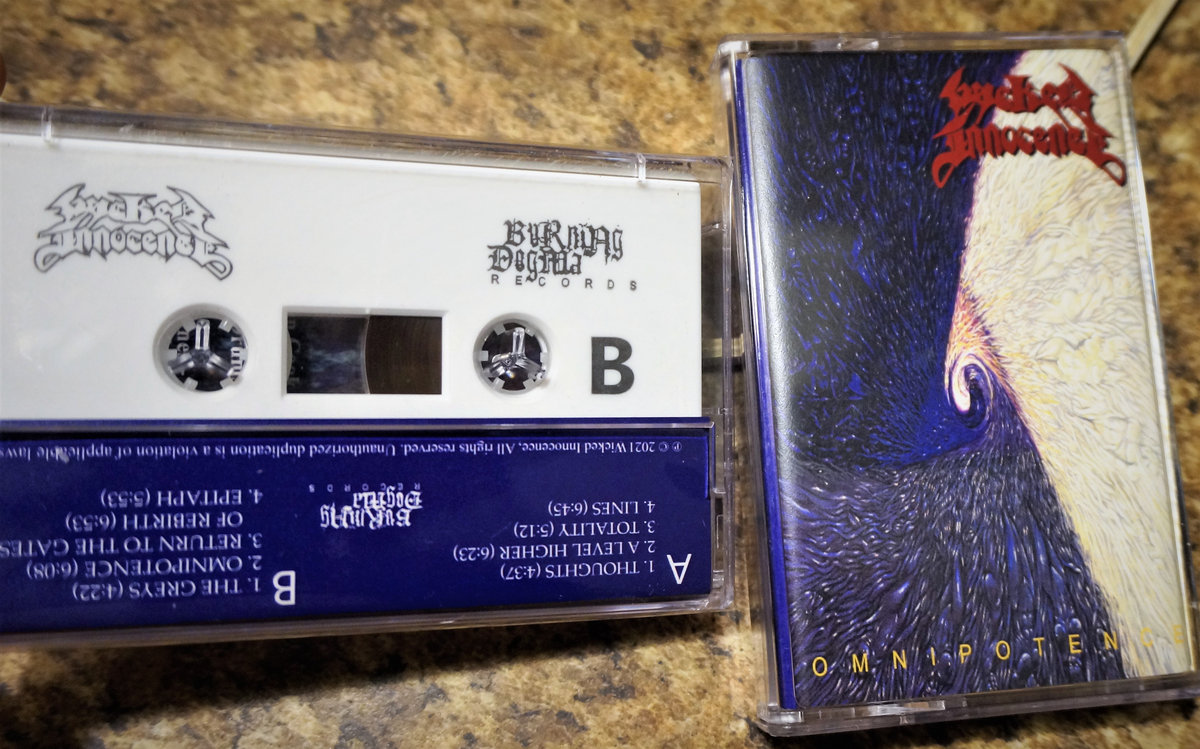 Wicked
Innocence
BURNING
DOGMA
RECORDS
B
℗ © 2021 Wicked Innocence. All rights reserved. Unauthorized duplication is a violation of applicable laws
A
1. THOUGHTS (4:37)
2. A LEVEL HIGHER (6:23)
3. TOTALITY (5:12)
4. LINES (6:45)
BURNING
DOGMA
RECORDS
B
1. THE GREYS (4:22)
2. OMNIPOTENCE (6:08)
3. RETURN TO THE GATES
OF REBIRTH (6:53)
4. EPITAPH (5:53)
Wicked
Innocence
OMNIPOTENCE